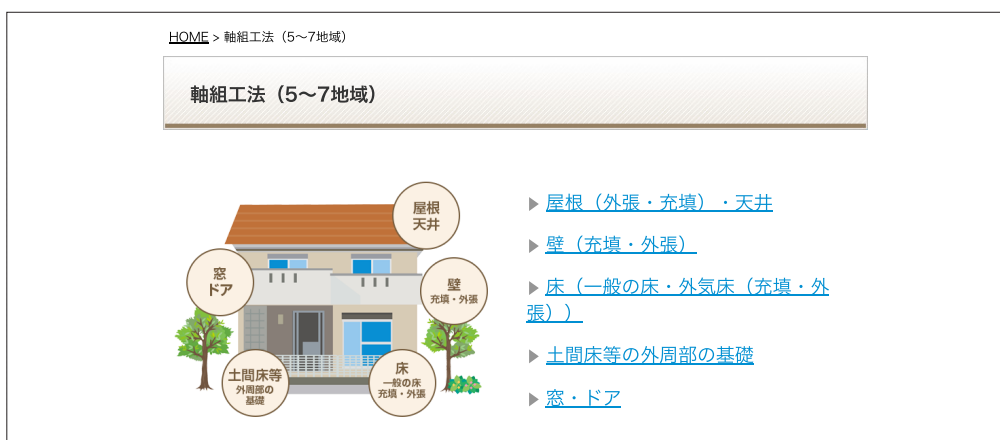 HOME > 軸組工法（5〜7地域）
軸組工法（5〜7地域）
屋根
天井
窓
ドア
壁
充填・外張
土間床等
外周部の
基礎
床
一般の床
充填・外張
▶ 屋根（外張・充填）・天井
▶ 壁（充填・外張）
▶ 床（一般の床・外気床（充填・外
張））
▶ 土間床等の外周部の基礎
▶ 窓・ドア